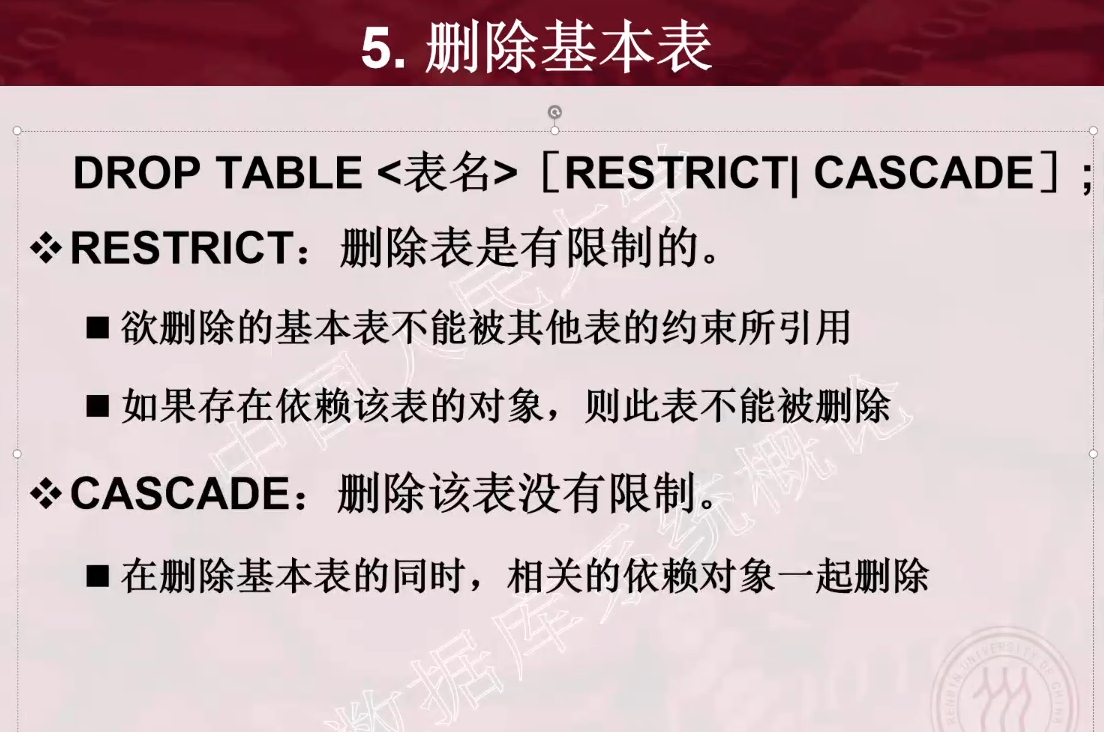 5. 删除基本表
DROP TABLE <表名>［RESTRICT| CASCADE］;
❖RESTRICT：删除表是有限制的。
■ 欲删除的基本表不能被其他表的约束所引用
■ 如果存在依赖该表的对象，则此表不能被删除
❖CASCADE：删除该表没有限制。
■ 在删除基本表的同时，相关的依赖对象一起删除
中国人民大学
数据库系统概论
RENMIN UNIVERSITY OF CHINA